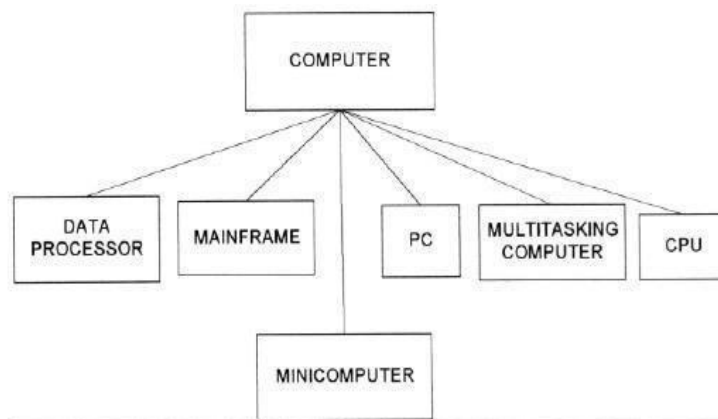 COMPUTER
DATA
PROCESSOR
MAINFRAME
PC
MULTITASKING
COMPUTER
CPU
MINICOMPUTER